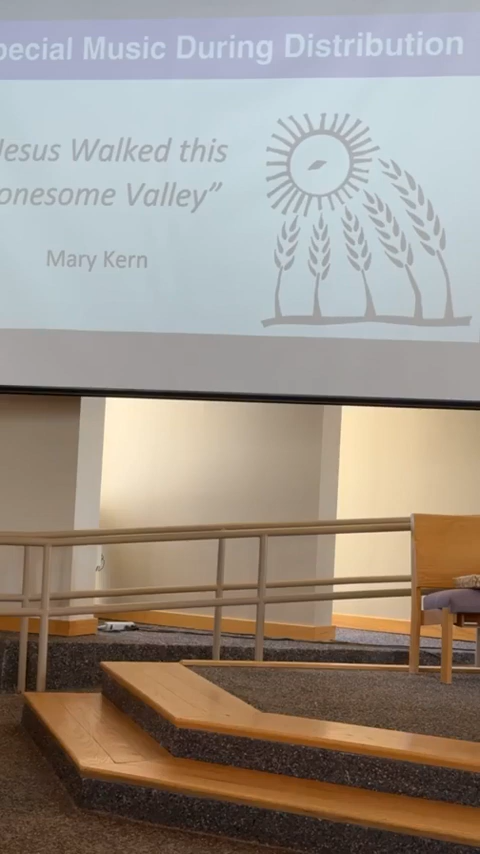 pecial Music During Distribution
Jesus Walked this
onesome Valley”
Mary Kern